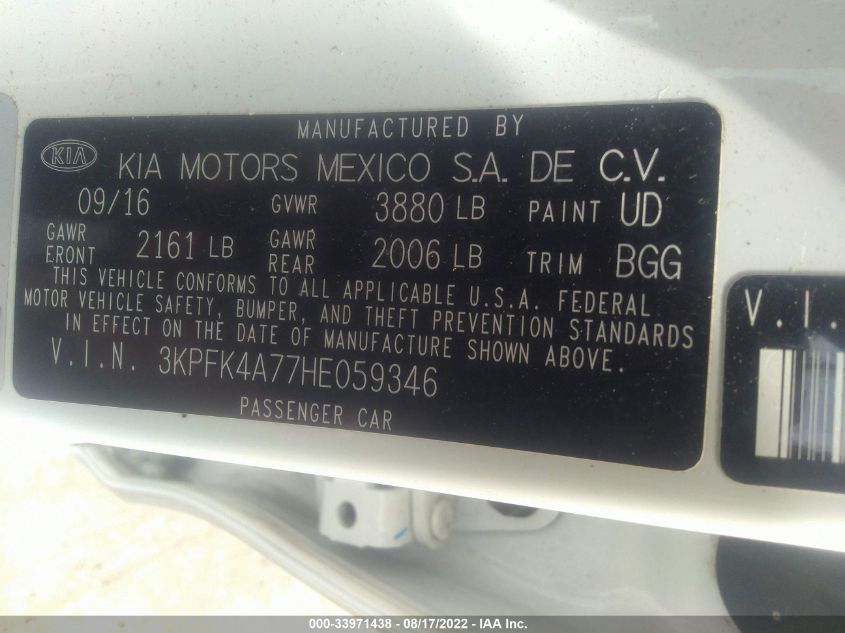 MANUFACTURED BY
KIA KIA MOTORS MEXICO S.A. DE C.V.
09/16 GVWR 3880 LB PAINT UD
GAWR FRONT 2161 LB GAWR REAR 2006 LB TRIM BGG
THIS VEHICLE CONFORMS TO ALL APPLICABLE U.S.A. FEDERAL
MOTOR VEHICLE SAFETY, BUMPER, AND THEFT PREVENTION STANDARDS
IN EFFECT ON THE DATE OF MANUFACTURE SHOWN ABOVE.
V.I.N. 3KPFK4A77HE059346
PASSENGER CAR
V.I.
000-33971438 - 08/17/2022 - IAA Inc.